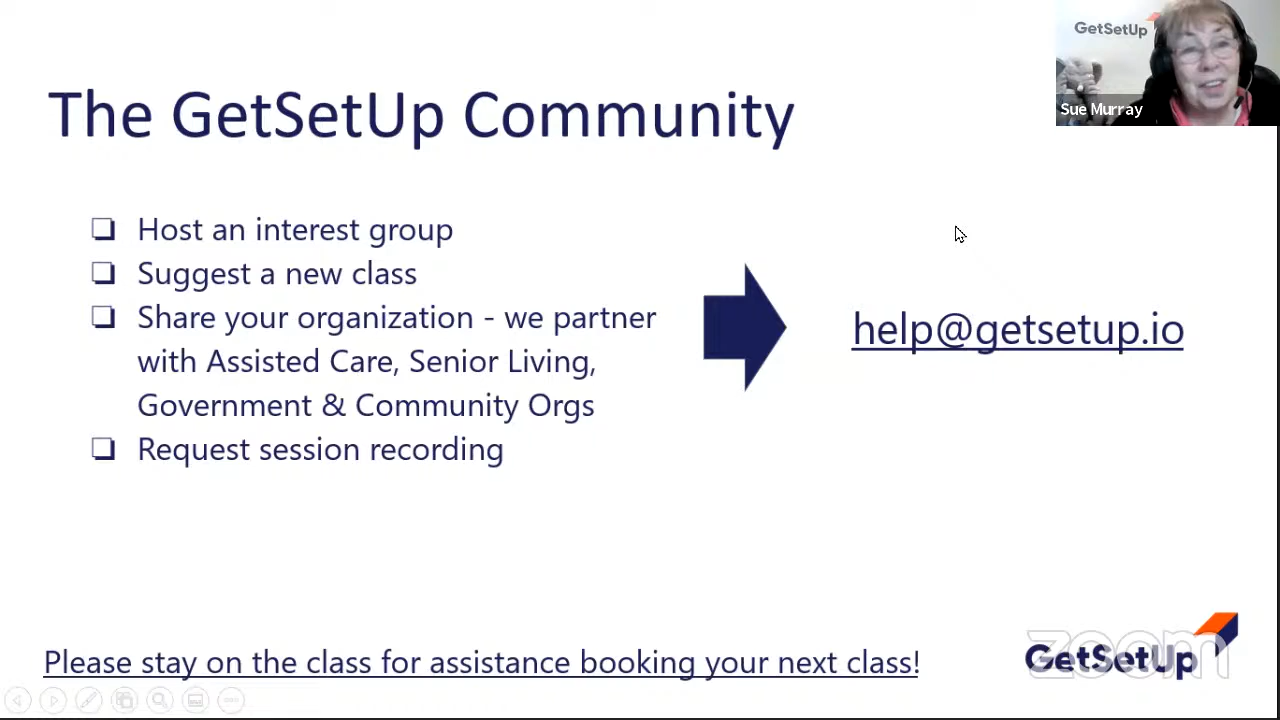 GetSetUp
Sue Murray
The GetSetUp Community
❏ Host an interest group
❏ Suggest a new class
❏ Share your organization - we partner
with Assisted Care, Senior Living,
Government & Community Orgs
❏ Request session recording
help@getsetup.io
Please stay on the class for assistance booking your next class!
zoom
GetSetUp